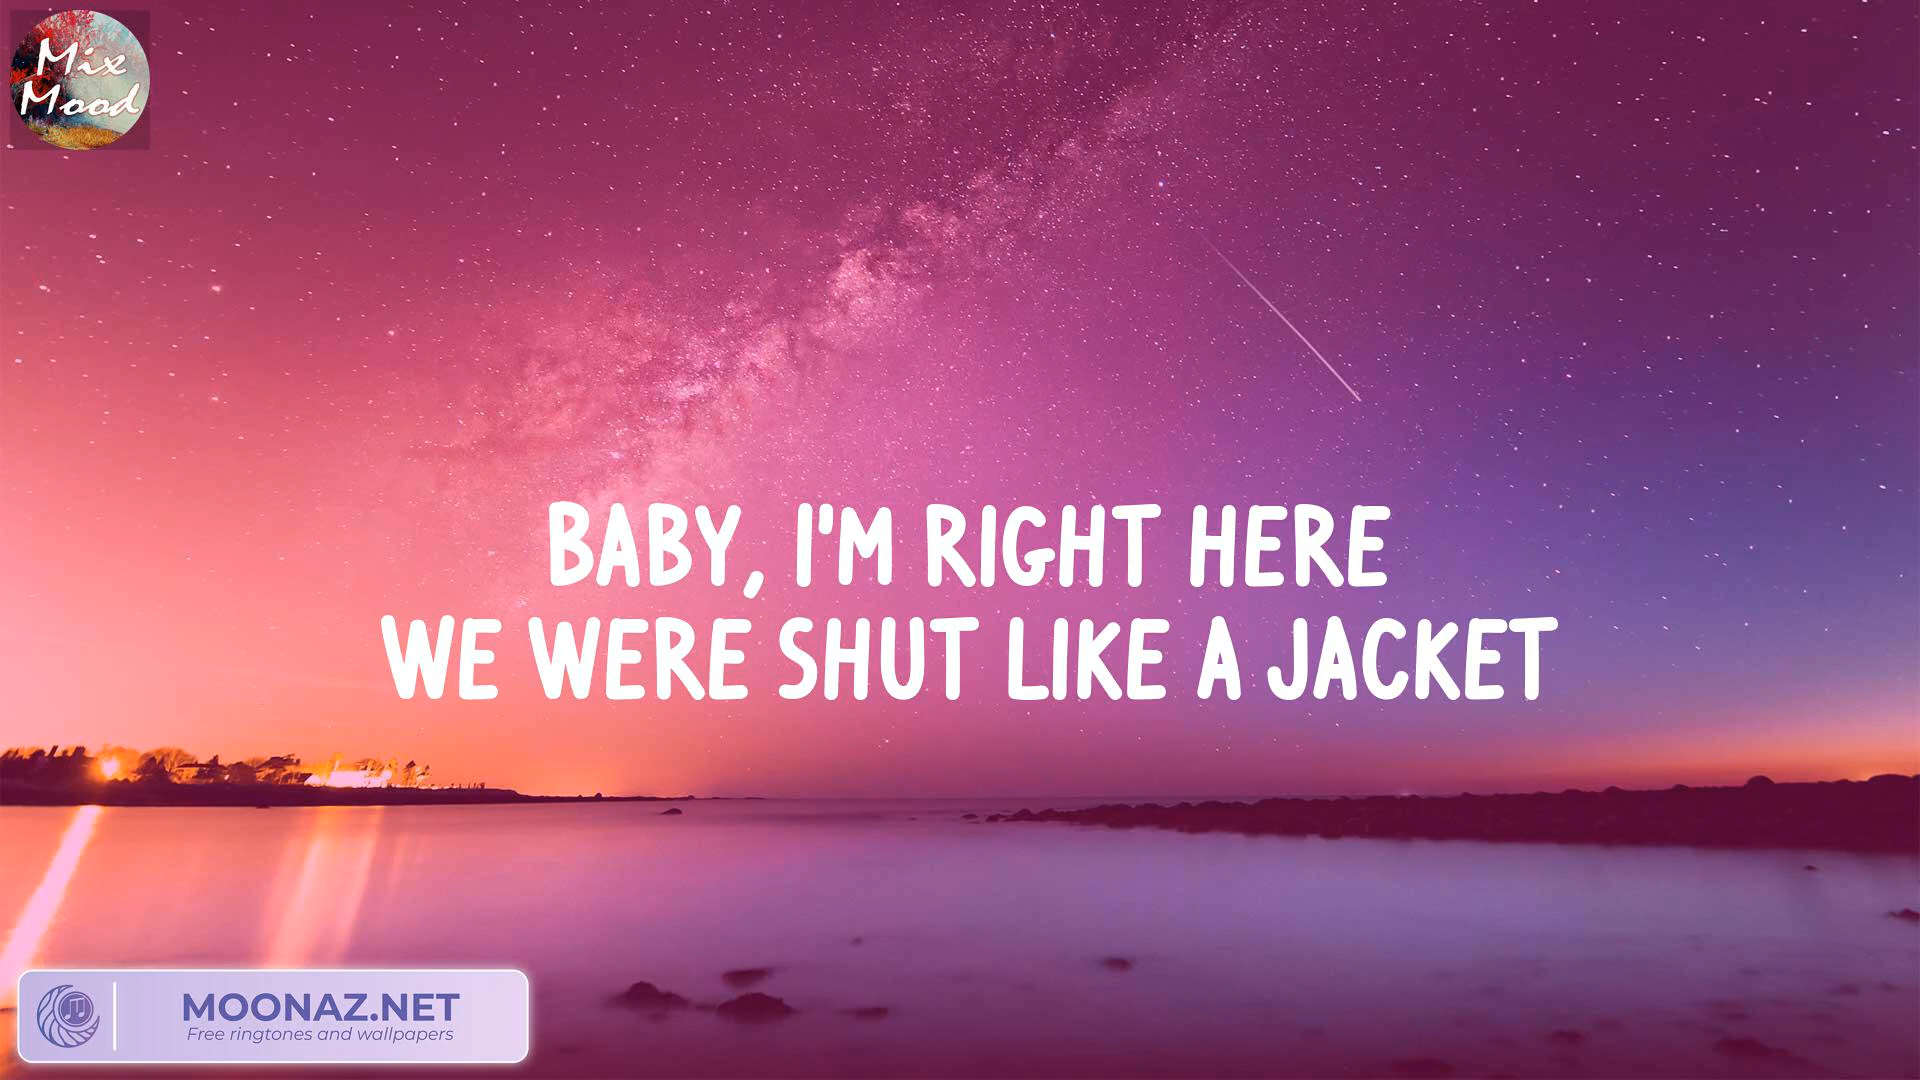 Mix
Mood
BABY, I'M RIGHT HERE
WE WERE SHUT LIKE A JACKET
MOONAZ.NET
Free ringtones and wallpapers